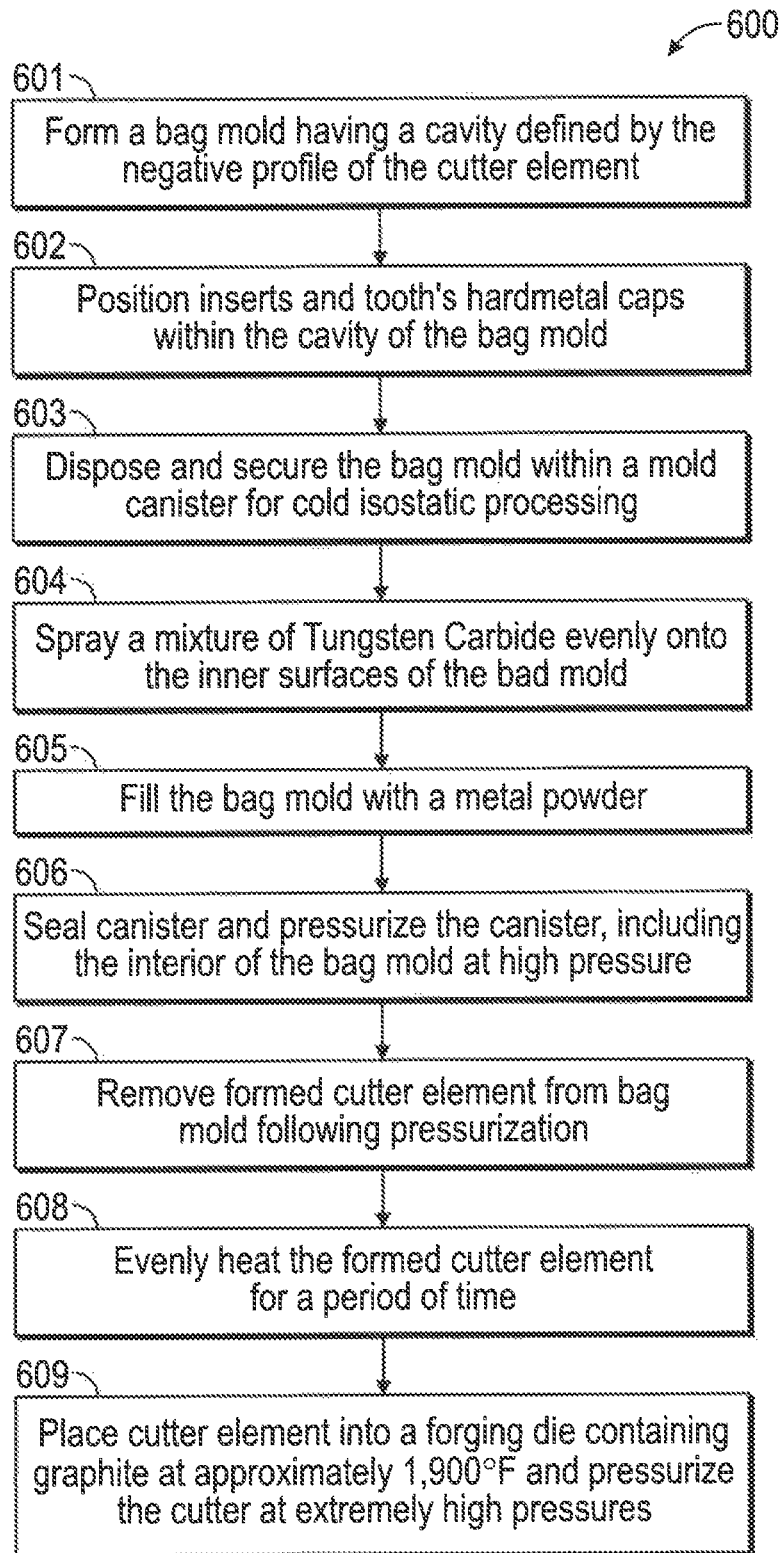 600
601
Form a bag mold having a cavity defined by the
negative profile of the cutter element
602
Position inserts and tooth's hardmetal caps
within the cavity of the bag mold
603
Dispose and secure the bag mold within a mold
canister for cold isostatic processing
604
Spray a mixture of Tungsten Carbide evenly onto
the inner surfaces of the bad mold
605
Fill the bag mold with a metal powder
606
Seal canister and pressurize the canister, including
the interior of the bag mold at high pressure
607
Remove formed cutter element from bag
mold following pressurization
608
Evenly heat the formed cutter element
for a period of time
609
Place cutter element into a forging die containing
graphite at approximately 1,900°F and pressurize
the cutter at extremely high pressures